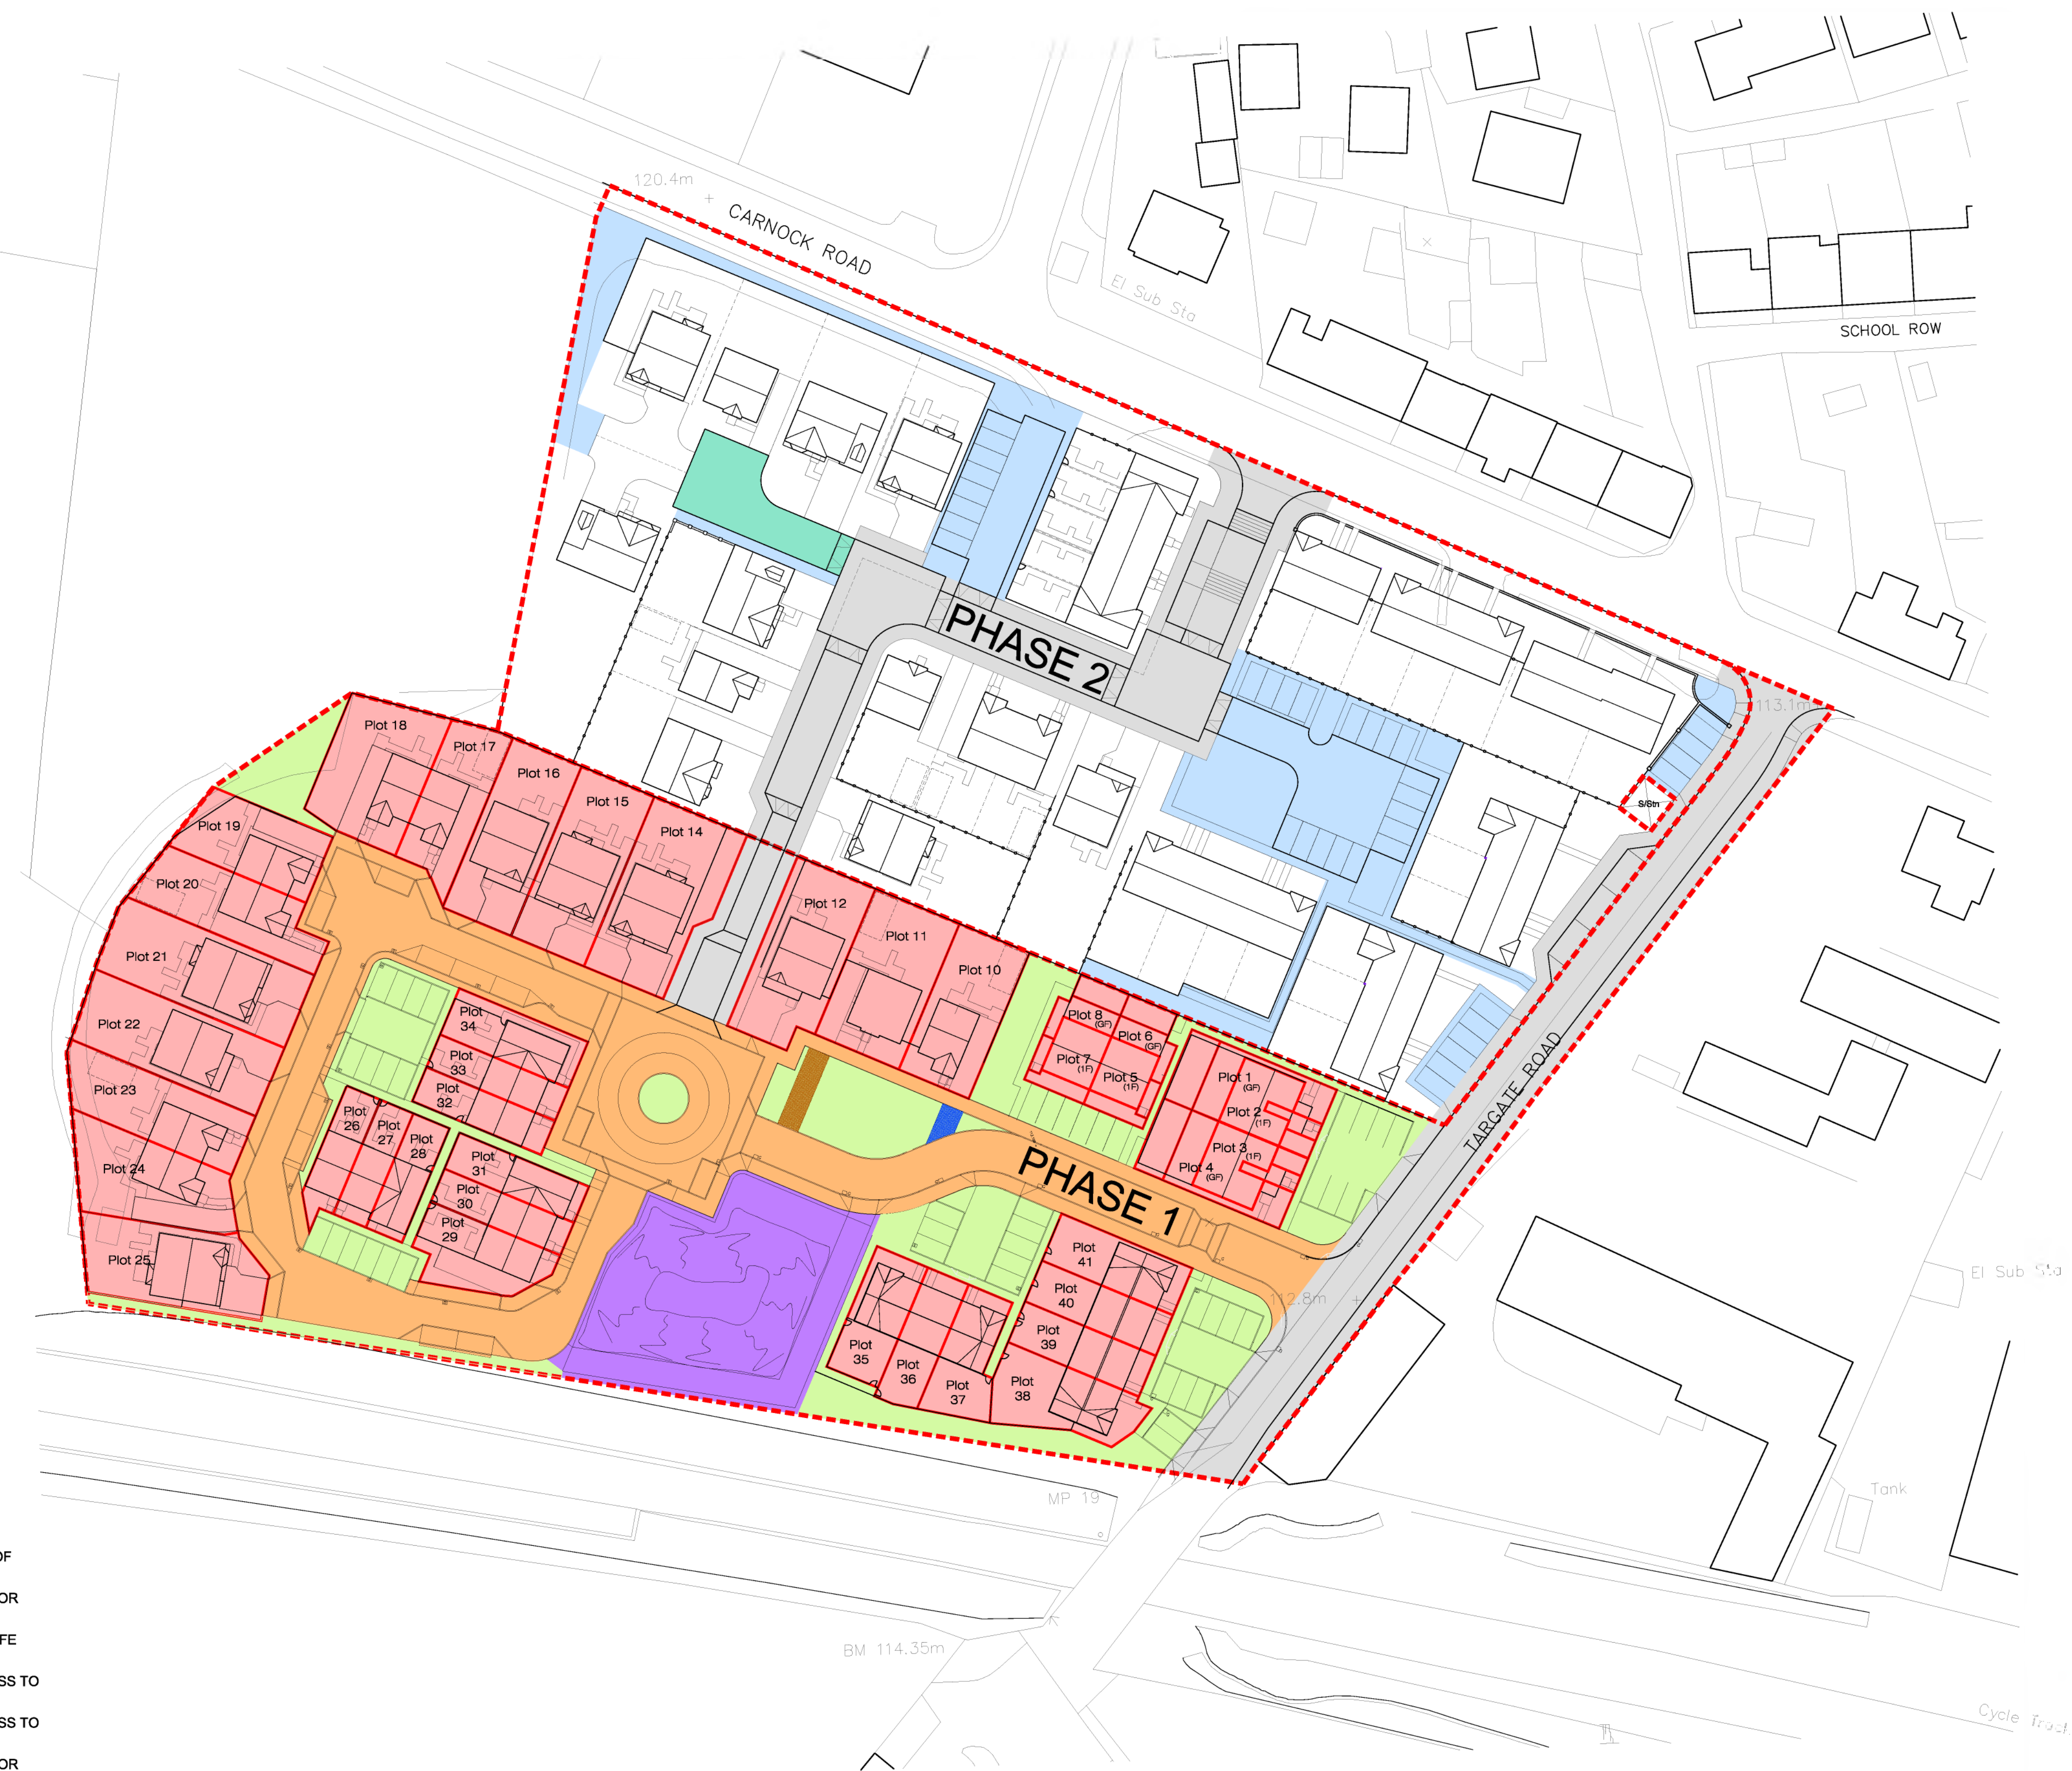 120.4m
CARNOCK ROAD
El Sub Sta
SCHOOL ROW
PHASE 2
113.1m
S/Stn
Plot 18
Plot 17
Plot 16
Plot 15
Plot 14
Plot 19
Plot 20
Plot 21
Plot 22
Plot 23
Plot 24
Plot 25
Plot 12
Plot 11
Plot 10
Plot 8
(GF)
Plot 6
(GF)
Plot 7
(1F)
Plot 5
(1F)
Plot 1
(GF)
Plot 2
(1F)
Plot 3
(1F)
Plot 4
(GF)
Plot
34
Plot
33
Plot
32
Plot
26
Plot
27
Plot
28
Plot
31
Plot
30
Plot
29
PHASE 1
TARGATE ROAD
Plot
41
Plot
40
Plot
39
Plot
38
Plot
35
Plot
36
Plot
37
112.8m
El Sub Sta
MP 19
Tank
BM 114.35m
Cycle Track
OF
OR
FE
SS TO
SS TO
OR